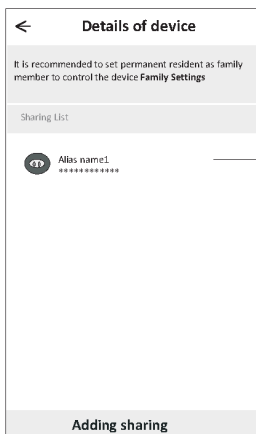 Details of device
It is recommended to set permanent resident as family
member to control the device Family Settings
Sharing List
Alias name1
************
Adding sharing